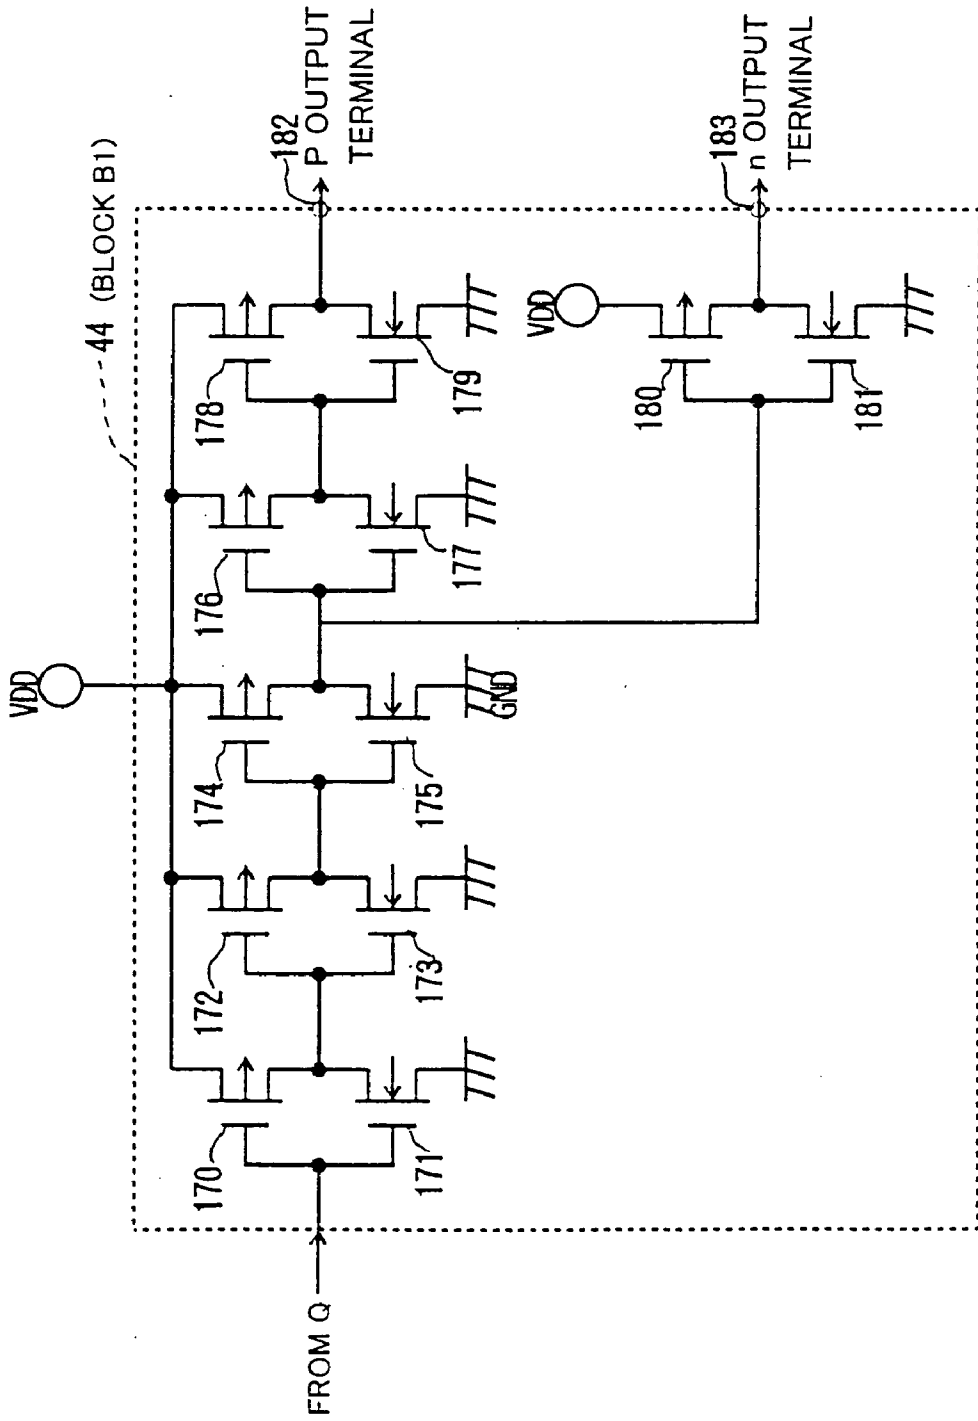 44 (BLOCK B1)
VDD
170
172
174
176
178
182
P OUTPUT
TERMINAL
FROM Q
171
173
175
177
179
GND
VDD
180
181
183
n OUTPUT
TERMINAL